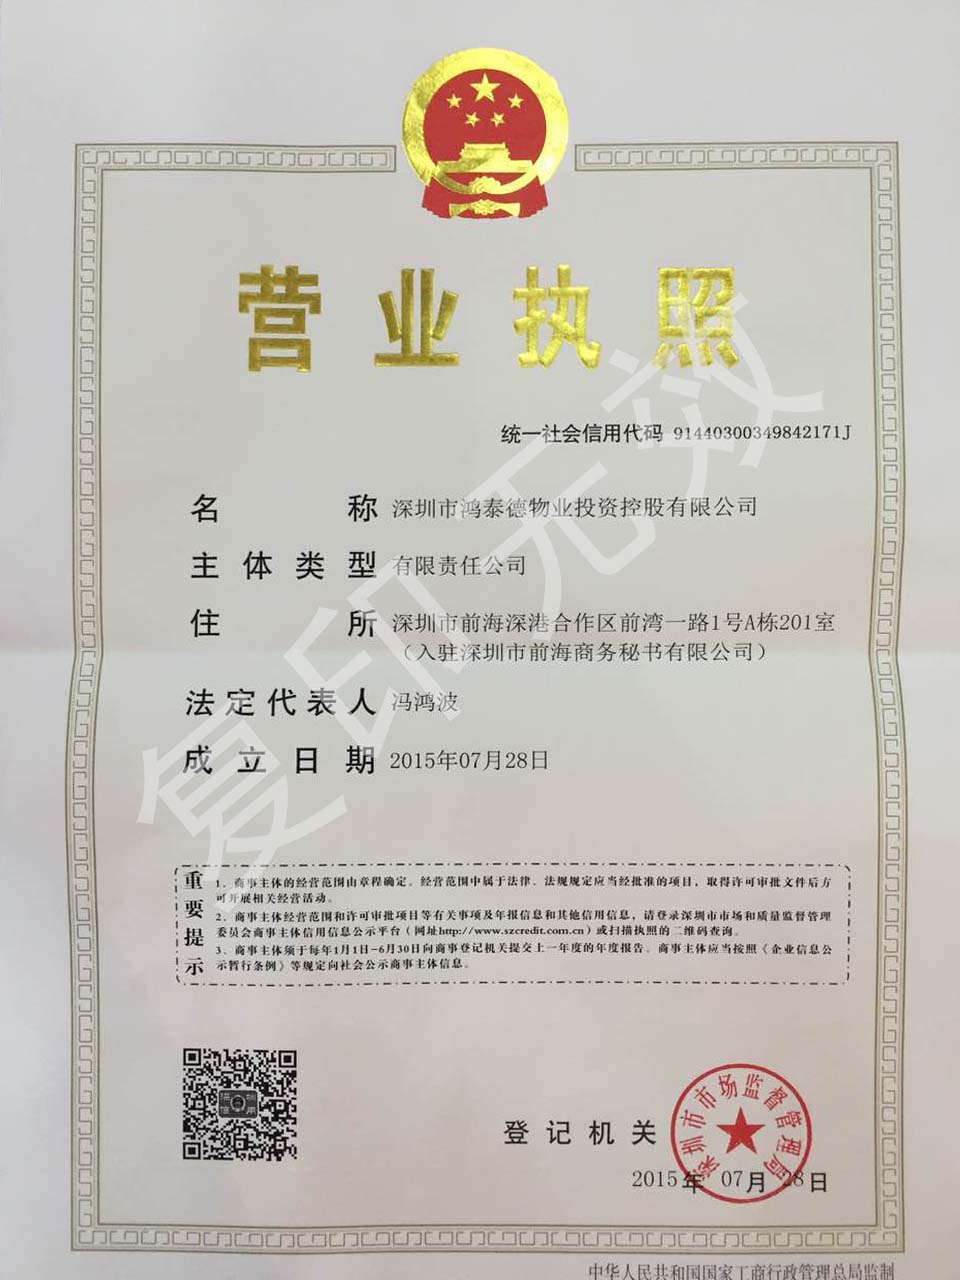 营业执照
统一社会信用代码 91440300349842171J
名称 深圳市鸿泰德物业投资控股有限公司
主体类型 有限责任公司
住所 深圳市前海深港合作区前湾一路1号A栋201室
（入驻深圳市前海商务秘书有限公司）
法定代表人 冯鸿波
成立日期 2015年07月28日
复印无效
重要提示
1、商事主体的经营范围由章程确定。经营范围中属于法律、法规规定应当经批准的项目，取得许可审批文件后方
可开展相关经营活动。
2、商事主体经营范围和许可审批项目等有关事项及年报信息和其他信用信息，请登录深圳市市场和质量监督管理
委员会商事主体信用信息公示平台（网址http://www.szcredit.com.cn）或扫描执照的二维码查询。
3、商事主体须于每年1月1日-6月30日向商事登记机关提交上一年度的年度报告。商事主体应当按照《企业信息公
示暂行条例》等规定向社会公示商事主体信息。
登记机关
深圳市市场监督管理局
2015年07月28日
中华人民共和国国家工商行政管理总局监制